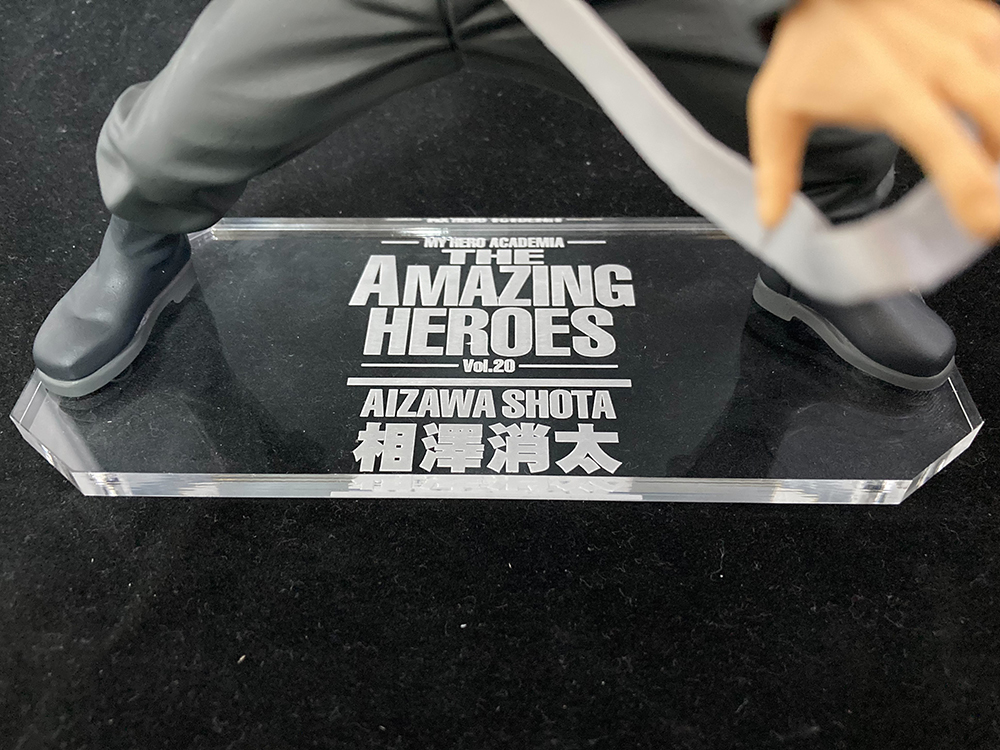 MY HERO ACADEMIA
THE
AMAZING
HEROES
Vol.20
AIZAWA SHOTA
相澤消太